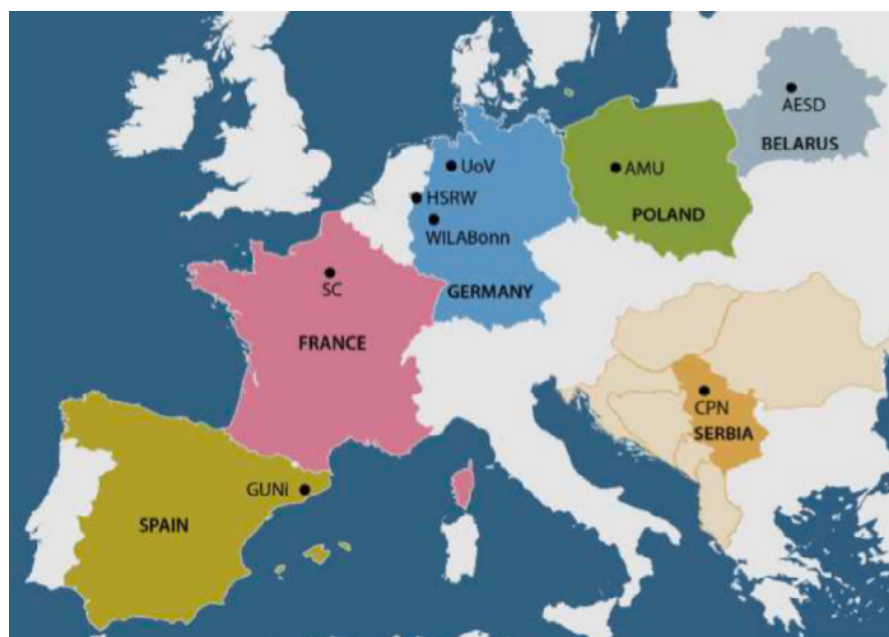 AESD
BELARUS
UoV
AMU
HSRW
POLAND
WILABonn
SC
GERMANY
FRANCE
CPN
SERBIA
GUNi
SPAIN